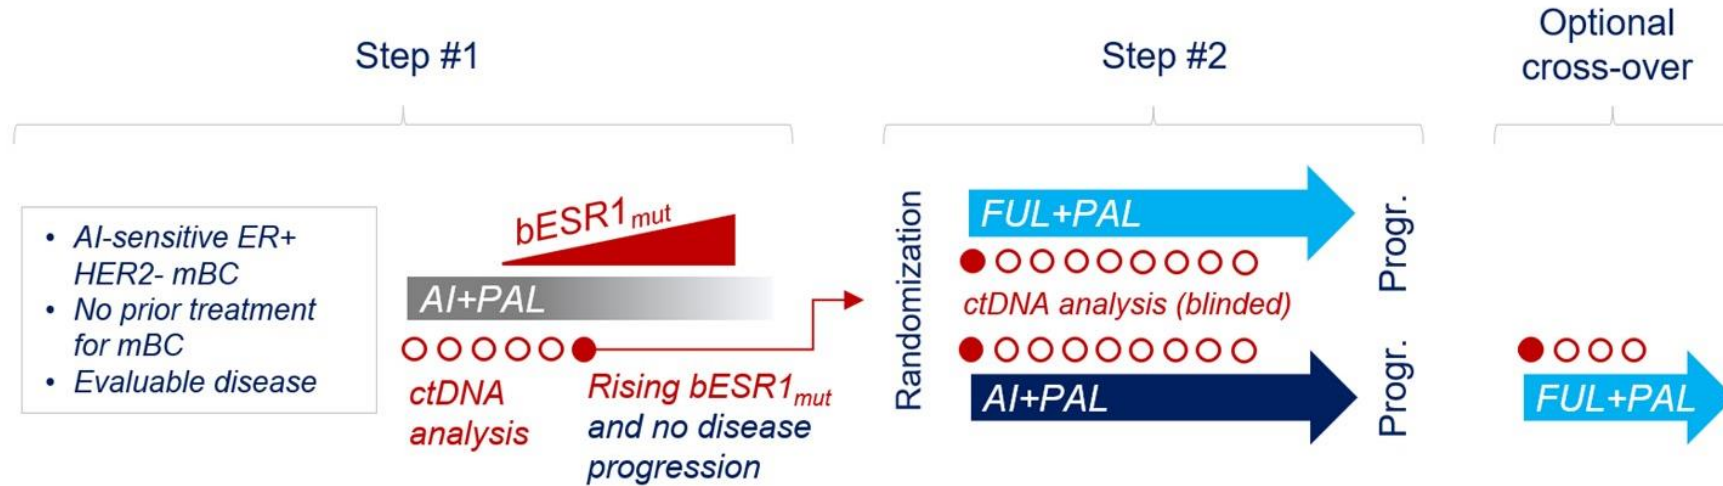 Step #1
Step #2
Optional
cross-over
• AI-sensitive ER+
HER2- mBC
• No prior treatment
for mBC
• Evaluable disease
bESR1mut
AI+PAL
ctDNA
analysis
Rising bESR1mut
and no disease
progression
Randomization
FUL+PAL
Progr.
ctDNA analysis (blinded)
AI+PAL
Progr.
FUL+PAL